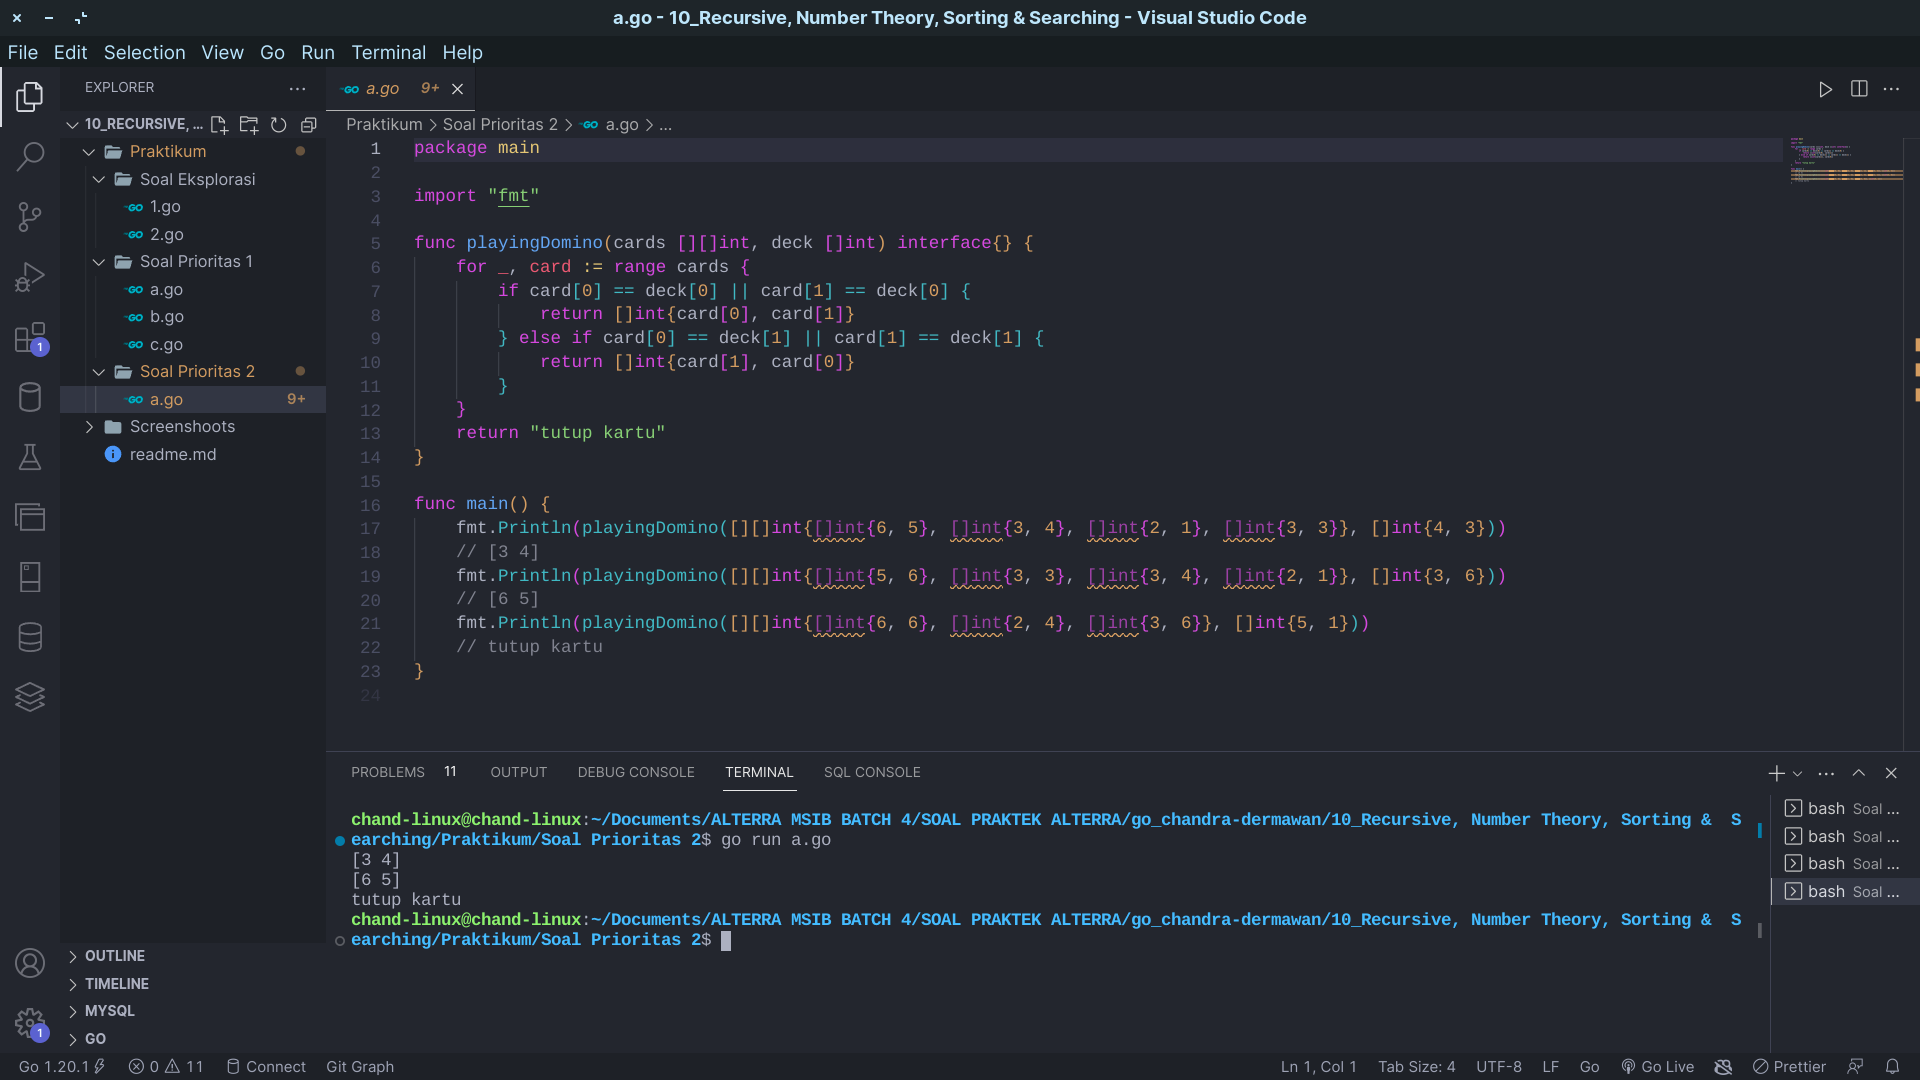 a.go - 10_Recursive, Number Theory, Sorting & Searching - Visual Studio Code
File Edit Selection View Go Run Terminal Help
EXPLORER
10_RECURSIVE, ...
Praktikum
Soal Eksplorasi
GO 1.go
GO 2.go
Soal Prioritas 1
GO a.go
GO b.go
GO c.go
Soal Prioritas 2
GO a.go 9+
Screenshoots
readme.md
OUTLINE
TIMELINE
MYSQL
GO
1
1
GO a.go 9+
Praktikum > Soal Prioritas 2 > GO a.go > ...
1 package main
2
3 import "fmt"
4
5 func playingDomino(cards [][]int, deck []int) interface{} {
6 for _, card := range cards {
7 if card[0] == deck[0] || card[1] == deck[0] {
8 return []int{card[0], card[1]}
9 } else if card[0] == deck[1] || card[1] == deck[1] {
10 return []int{card[1], card[0]}
11 }
12 }
13 return "tutup kartu"
14 }
15
16 func main() {
17 fmt.Println(playingDomino([][]int{[]int{6, 5}, []int{3, 4}, []int{2, 1}, []int{3, 3}}, []int{4, 3}))
18 // [3 4]
19 fmt.Println(playingDomino([][]int{[]int{5, 6}, []int{3, 3}, []int{3, 4}, []int{2, 1}}, []int{3, 6}))
20 // [6 5]
21 fmt.Println(playingDomino([][]int{[]int{6, 6}, []int{2, 4}, []int{3, 6}}, []int{5, 1}))
22 // tutup kartu
23 }
24
PROBLEMS 11 OUTPUT DEBUG CONSOLE TERMINAL SQL CONSOLE
chand-linux@chand-linux:~/Documents/ALTERRA MSIB BATCH 4/SOAL PRAKTEK ALTERRA/go_chandra-dermawan/10_Recursive, Number Theory, Sorting & S
earching/Praktikum/Soal Prioritas 2$ go run a.go
[3 4]
[6 5]
tutup kartu
chand-linux@chand-linux:~/Documents/ALTERRA MSIB BATCH 4/SOAL PRAKTEK ALTERRA/go_chandra-dermawan/10_Recursive, Number Theory, Sorting & S
earching/Praktikum/Soal Prioritas 2$
bash Soal ...
bash Soal ...
bash Soal ...
bash Soal ...
Go 1.20.1 0 11 Connect Git Graph Ln 1, Col 1 Tab Size: 4 UTF-8 LF Go Go Live Prettier